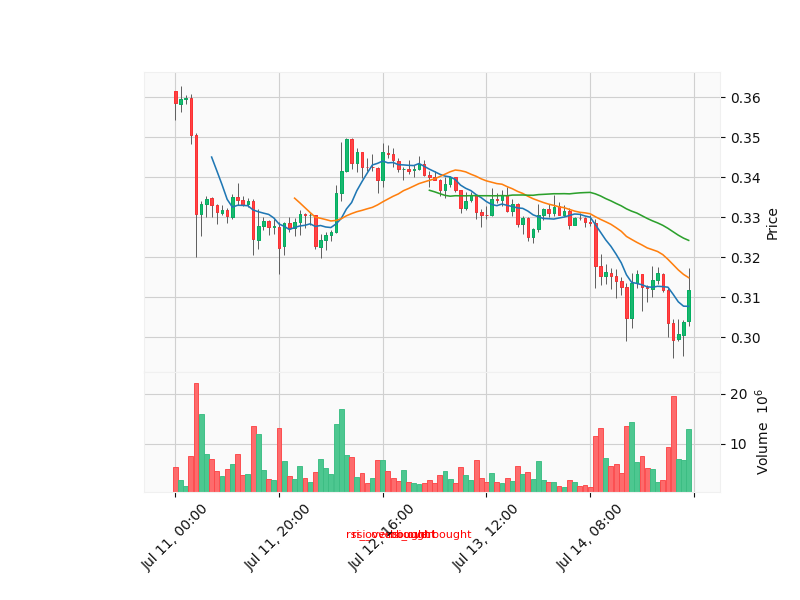 0.36
0.35
0.34
0.33
0.32
0.31
0.30
Price
20
10
Volume 10⁶
Jul 11, 00:00
Jul 11, 20:00
Jul 12, 16:00
Jul 13, 12:00
Jul 14, 08:00